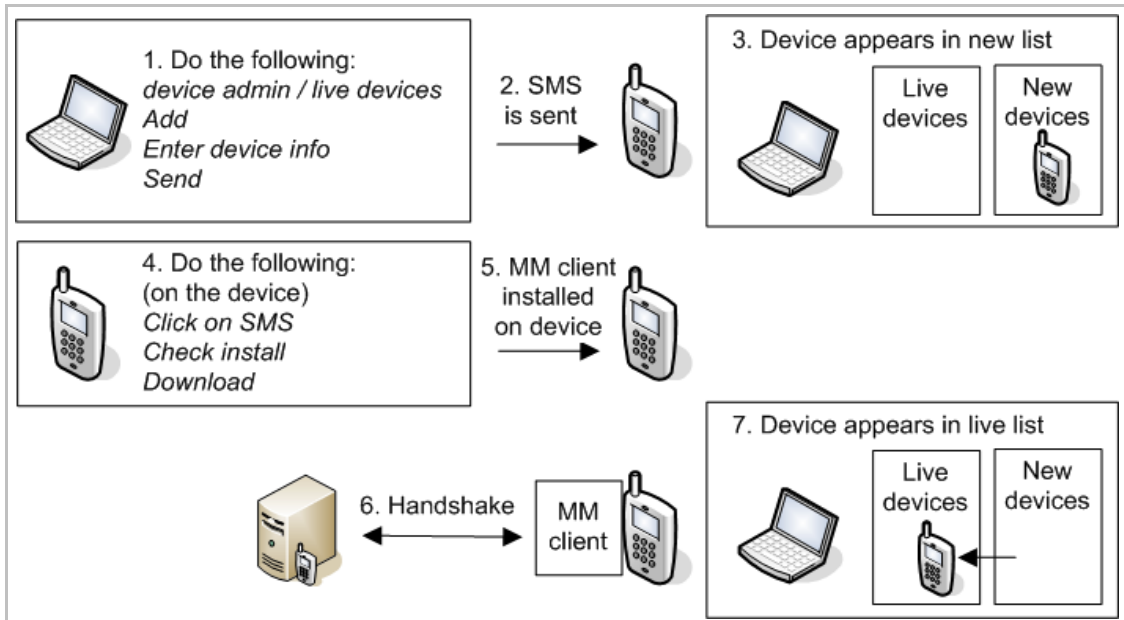 1. Do the following:
device admin / live devices
Add
Enter device info
Send
2. SMS
is sent
3. Device appears in new list
Live
devices
New
devices
4. Do the following:
(on the device)
Click on SMS
Check install
Download
5. MM client
installed
on device
6. Handshake
MM
client
7. Device appears in live list
Live
devices
New
devices